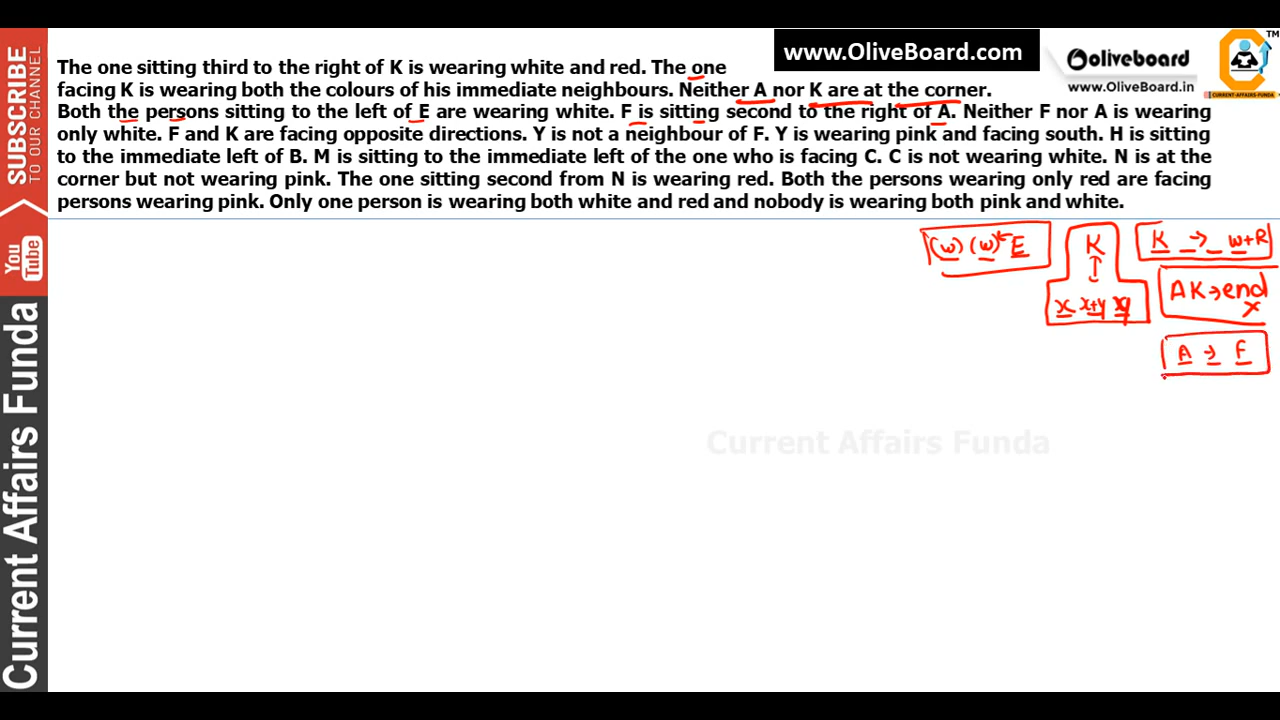 www.OliveBoard.com
oliveboard
www.OliveBoard.in
TM
CURRENT-AFFAIRS-FUNDA
SUBSCRIBE
TO OUR CHANNEL
You
Tube
Current Affairs Funda
The one sitting third to the right of K is wearing white and red. The one
facing K is wearing both the colours of his immediate neighbours. Neither A nor K are at the corner.
Both the persons sitting to the left of E are wearing white. F is sitting second to the right of A. Neither F nor A is wearing
only white. F and K are facing opposite directions. Y is not a neighbour of F. Y is wearing pink and facing south. H is sitting
to the immediate left of B. M is sitting to the immediate left of the one who is facing C. C is not wearing white. N is at the
corner but not wearing pink. The one sitting second from N is wearing red. Both the persons wearing only red are facing
persons wearing pink. Only one person is wearing both white and red and nobody is wearing both pink and white.
(w) (w) E
K
x x+y
K → _ w+R
AK → end
x
A → F
Current Affairs Funda